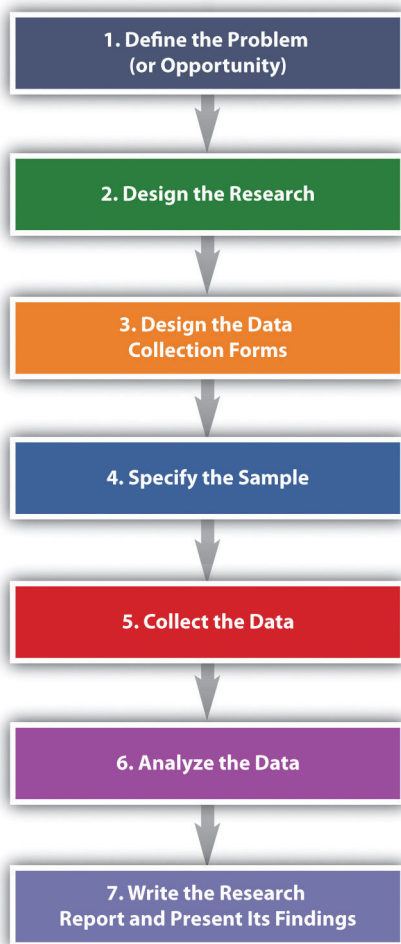 1. Define the Problem
(or Opportunity)
2. Design the Research
3. Design the Data
Collection Forms
4. Specify the Sample
5. Collect the Data
6. Analyze the Data
7. Write the Research
Report and Present Its Findings